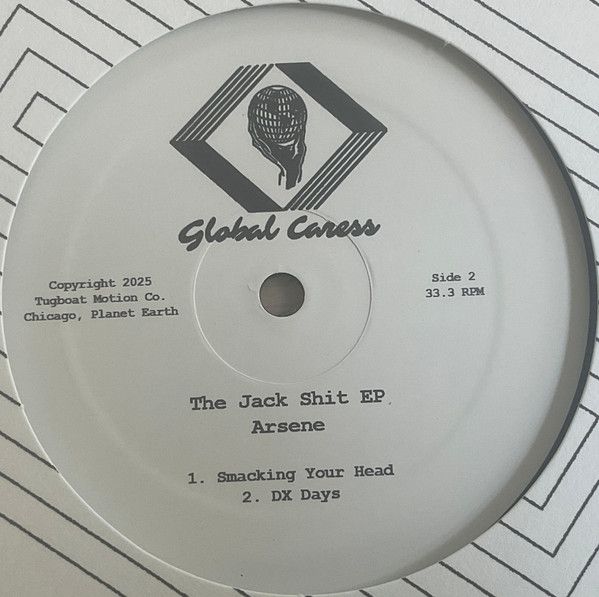 Global Caress
Copyright 2025
Tugboat Motion Co.
Chicago, Planet Earth
Side 2
33.3 RPM
The Jack Shit EP
Arsene
1. Smacking Your Head
2. DX Days